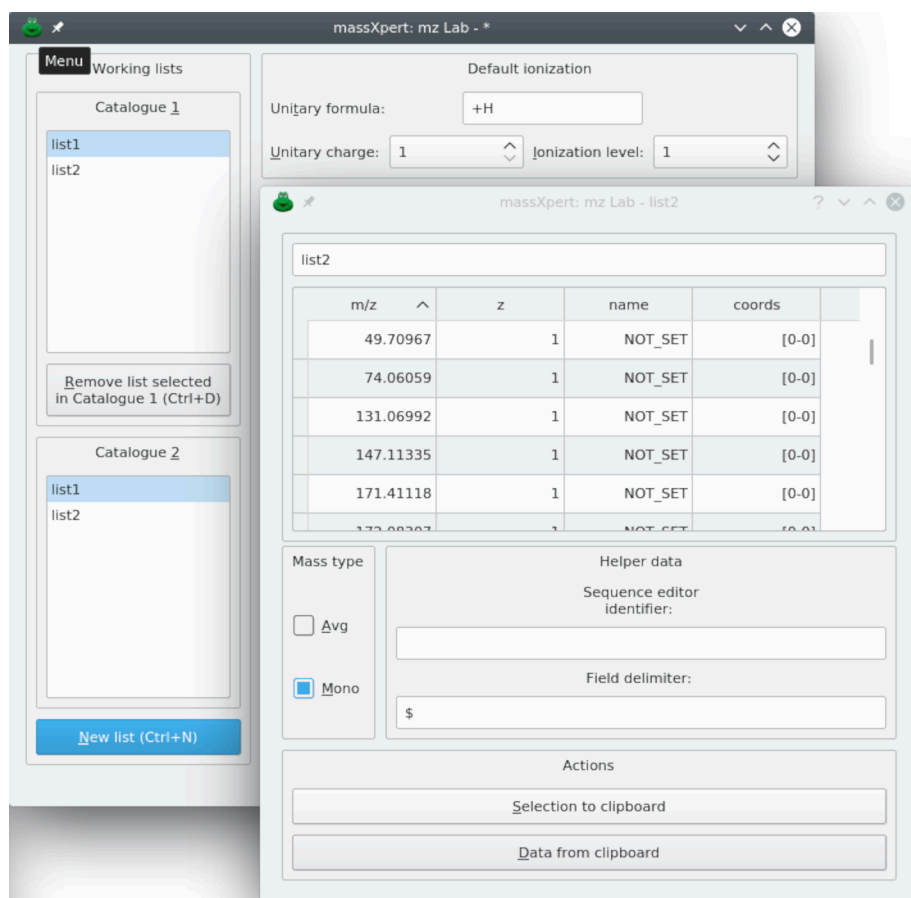 massXpert: mz Lab - *
Menu
Working lists
Catalogue 1
list1
list2
Remove list selected
in Catalogue 1 (Ctrl+D)
Catalogue 2
list1
list2
New list (Ctrl+N)
Default ionization
Unitary formula: +H
Unitary charge: 1 Ionization level: 1
massXpert: mz Lab - list2
?
list2
m/z z name coords
49.70967 1 NOT_SET [0-0]
74.06059 1 NOT_SET [0-0]
131.06992 1 NOT_SET [0-0]
147.11335 1 NOT_SET [0-0]
171.41118 1 NOT_SET [0-0]
1 NOT_SET [0-0]
Mass type
Avg
Mono
Helper data
Sequence editor
identifier:
Field delimiter:
$
Actions
Selection to clipboard
Data from clipboard